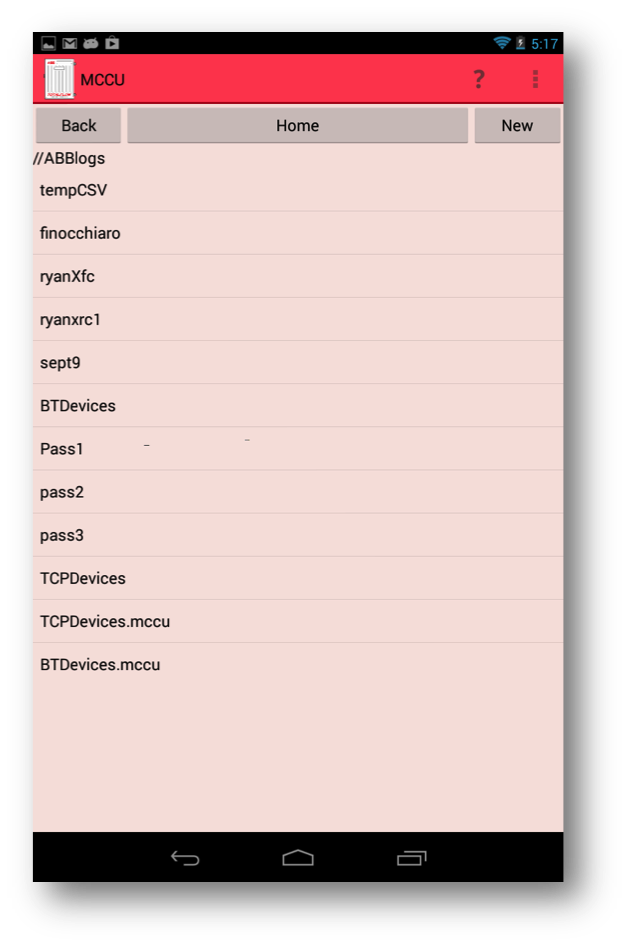 5:17
MCCU
?
Back Home New
//ABBlogs
tempCSV
finocchiaro
ryanXfc
ryanxrc1
sept9
BTDevices
Pass1
pass2
pass3
TCPDevices
TCPDevices.mccu
BTDevices.mccu